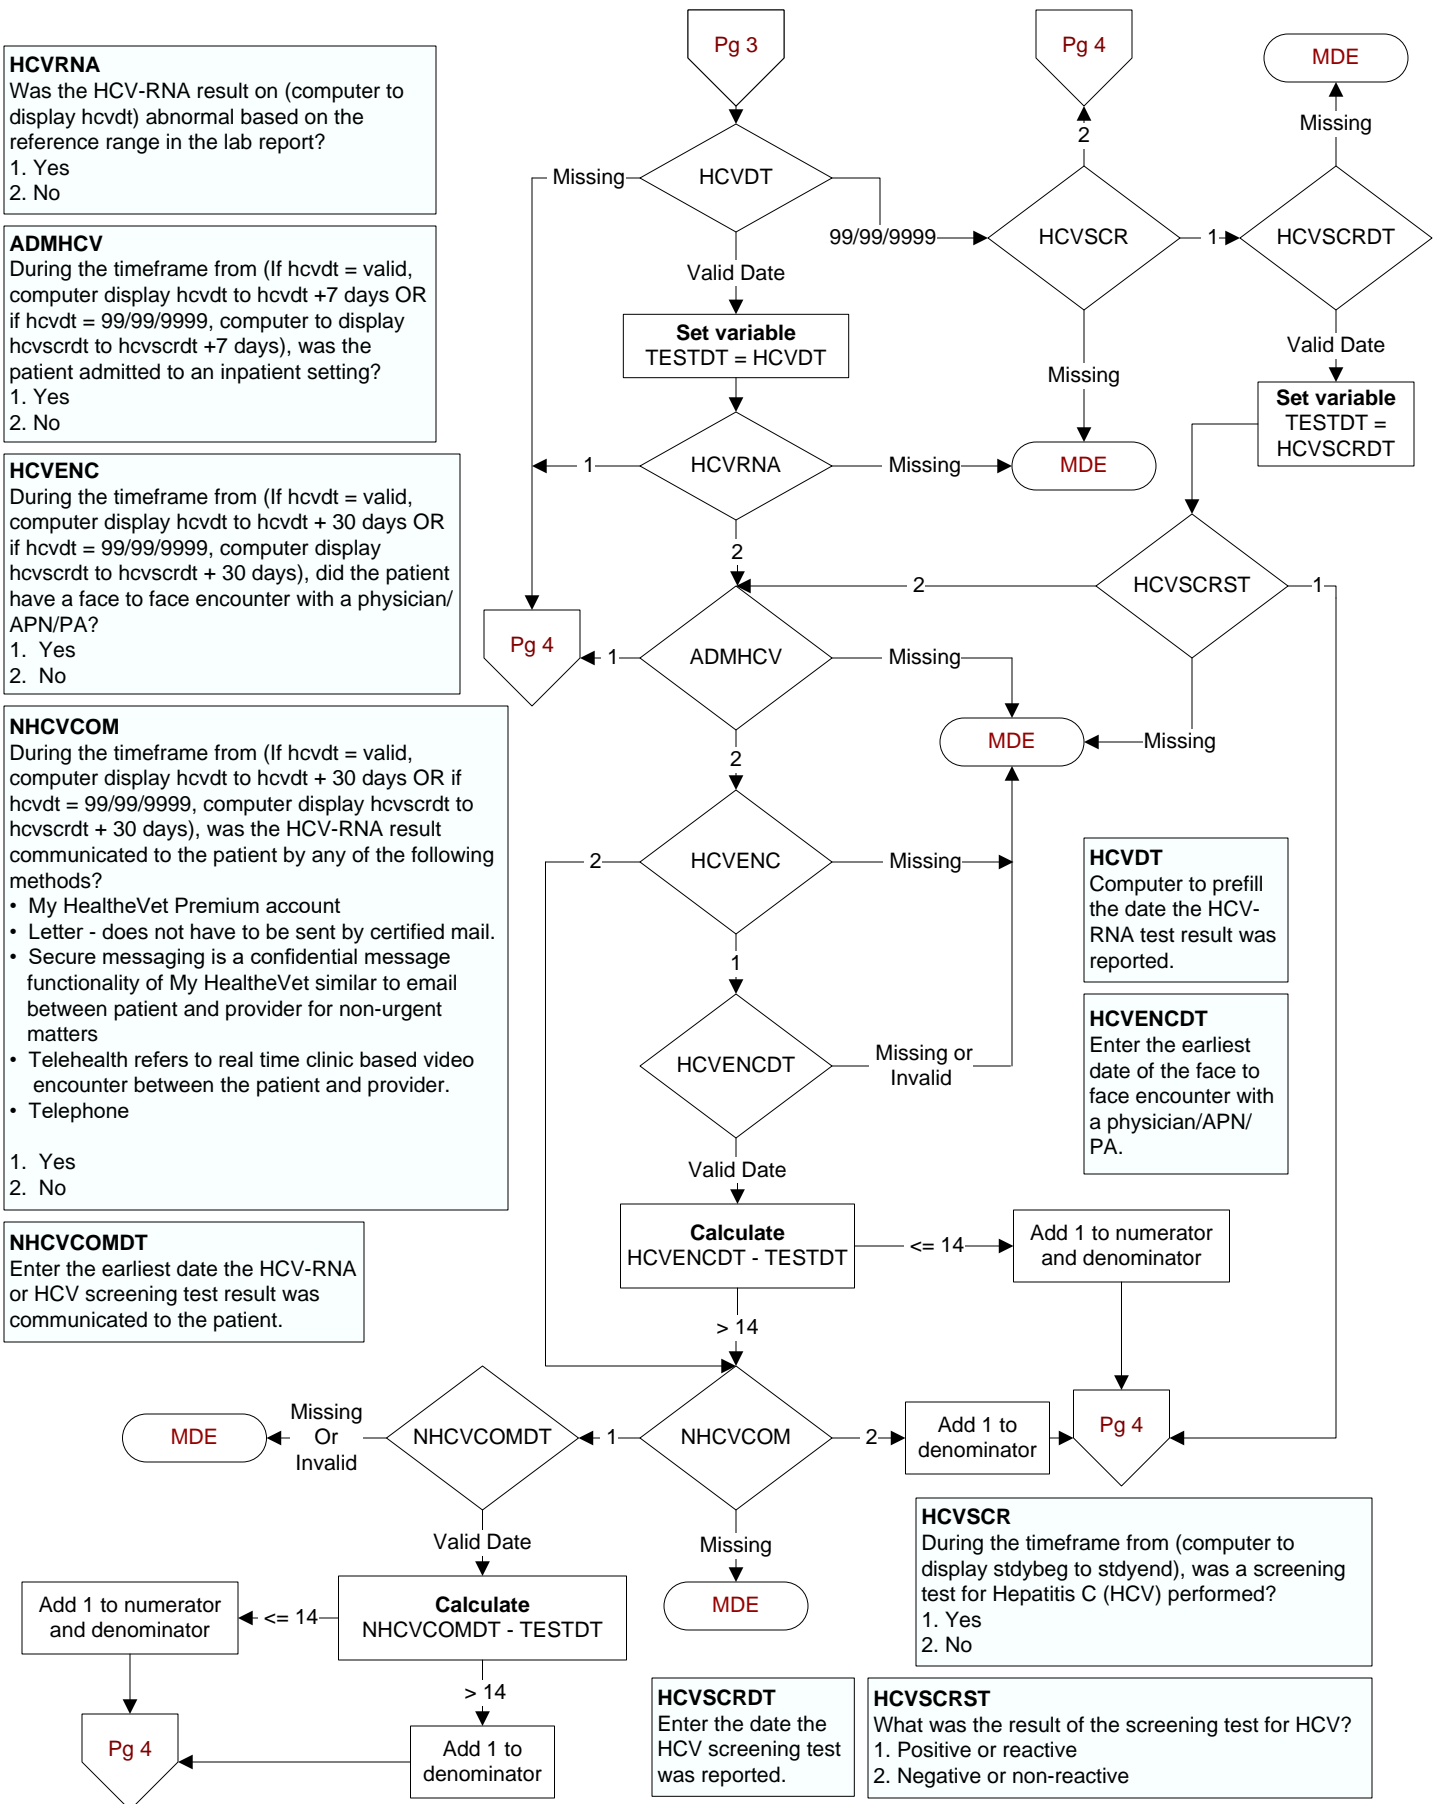 Pg 3
Pg 4
MDE
HCVRNA
Was the HCV-RNA result on (computer to
display hcvdt) abnormal based on the
reference range in the lab report?
1. Yes
2. No
Missing
2
Missing
HCVDT
99/99/9999
HCVSCR
1
HCVSCRDT
ADMHCV
During the timeframe from (If hcvdt = valid,
computer display hcvdt to hcvdt +7 days OR
if hcvdt = 99/99/9999, computer to display
hcvscrdt to hcvscrdt +7 days), was the
patient admitted to an inpatient setting?
1. Yes
2. No
Valid Date
Set variable
TESTDT = HCVDT
Missing
Valid Date
Set variable
TESTDT =
HCVSCRDT
1
HCVRNA
Missing
MDE
HCVENC
During the timeframe from (If hcvdt = valid,
computer display hcvdt to hcvdt + 30 days OR
if hcvdt = 99/99/9999, computer display
hcvscrdt to hcvscrdt + 30 days), did the patient
have a face to face encounter with a physician/
APN/PA?
1. Yes
2. No
2
2
HCVSCRST
1
Pg 4
1
ADMHCV
Missing
MDE
Missing
2
NHCVCOM
During the timeframe from (If hcvdt = valid,
computer display hcvdt to hcvdt + 30 days OR if
hcvdt = 99/99/9999, computer display hcvscrdt to
hcvscrdt + 30 days), was the HCV-RNA result
communicated to the patient by any of the following
methods?
• My HealtheVet Premium account
• Letter - does not have to be sent by certified mail.
• Secure messaging is a confidential message
functionality of My HealtheVet similar to email
between patient and provider for non-urgent
matters
• Telehealth refers to real time clinic based video
encounter between the patient and provider.
• Telephone
1. Yes
2. No
2
HCVENC
Missing
1
HCVDT
Computer to prefill
the date the HCV-
RNA test result was
reported.
HCVENCDT
Missing or
Invalid
HCVENCDT
Enter the earliest
date of the face to
face encounter with
a physician/APN/
PA.
Valid Date
Calculate
HCVENCDT - TESTDT
<= 14
Add 1 to numerator
and denominator
NHCVCOMDT
Enter the earliest date the HCV-RNA
or HCV screening test result was
communicated to the patient.
> 14
MDE
Missing
Or
Invalid
NHCVCOMDT
1
NHCVCOM
2
Add 1 to
denominator
Pg 4
Valid Date
Missing
MDE
HCVSCR
During the timeframe from (computer to
display stdybeg to stdyend), was a screening
test for Hepatitis C (HCV) performed?
1. Yes
2. No
Add 1 to numerator
and denominator
<= 14
Calculate
NHCVCOMDT - TESTDT
> 14
Pg 4
Add 1 to
denominator
HCVSCRDT
Enter the date the
HCV screening test
was reported.
HCVSCRST
What was the result of the screening test for HCV?
1. Positive or reactive
2. Negative or non-reactive